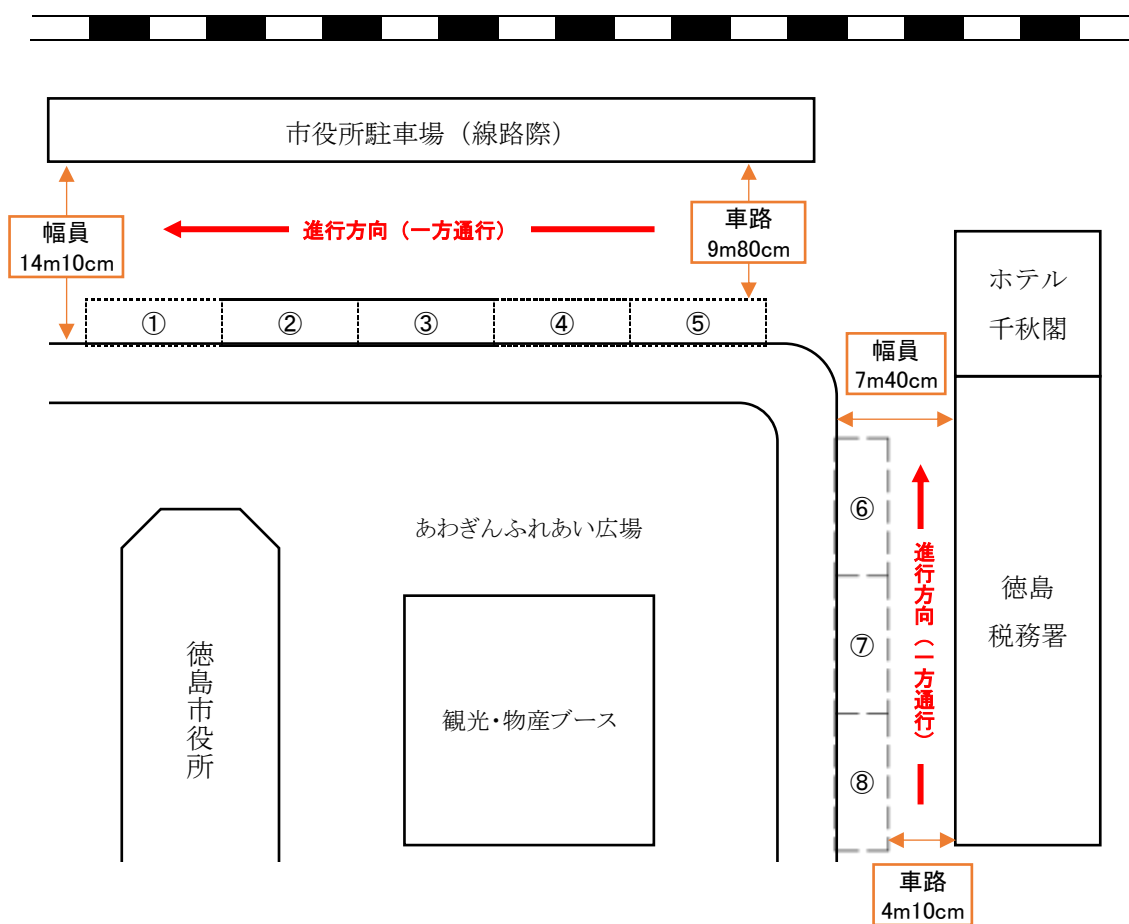 市役所駐車場（線路際）
幅員
14m10cm
進行方向（一方通行）
車路
9m80cm
ホテル
千秋閣
①
②
③
④
⑤
幅員
7m40cm
⑥
あわぎんふれあい広場
進行方向（一方通行）
徳島
税務署
⑦
徳島市役所
観光・物産ブース
⑧
車路
4m10cm